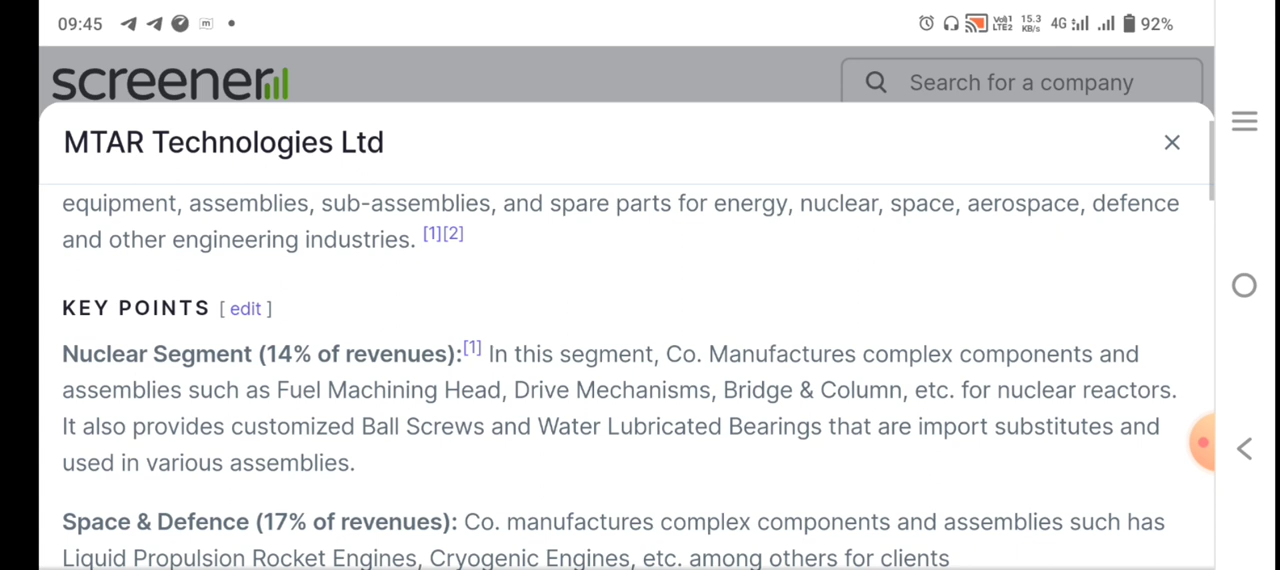 09:45 m Vo)) 1 LTE2 15.3 KB/s 4G 92%
screener Search for a company
MTAR Technologies Ltd ×
equipment, assemblies, sub-assemblies, and spare parts for energy, nuclear, space, aerospace, defence
and other engineering industries. [1][2]
KEY POINTS [ edit ]
Nuclear Segment (14% of revenues):[1] In this segment, Co. Manufactures complex components and
assemblies such as Fuel Machining Head, Drive Mechanisms, Bridge & Column, etc. for nuclear reactors.
It also provides customized Ball Screws and Water Lubricated Bearings that are import substitutes and
used in various assemblies.
Space & Defence (17% of revenues): Co. manufactures complex components and assemblies such has
Liquid Propulsion Rocket Engines, Cryogenic Engines, etc. among others for clients